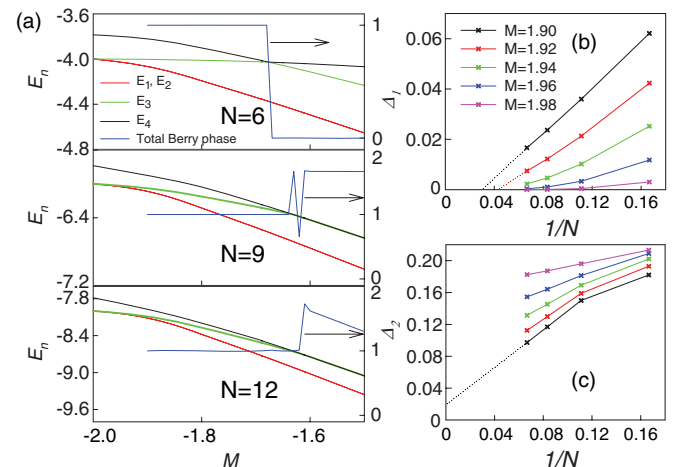 (a)
-3.6
-4.0
-4.4
-4.8
E_n
E_1, E_2
E_3
E_4
Total Berry phase
N=6
1
0
-6.4
-7.2
E_n
N=9
2
1
0
-7.8
-8.4
-9.0
-9.6
E_n
N=12
2
1
0
-2.0
-1.8
-1.6
M
(b)
M=1.90
M=1.92
M=1.94
M=1.96
M=1.98
Δ_1
0.06
0.04
0.02
0
0
0.04
0.08
0.12
0.16
1/N
(c)
Δ_2
0.20
0.16
0.12
0.08
0.04
0
0.00
0.04
0.08
0.12
0.16
1/N